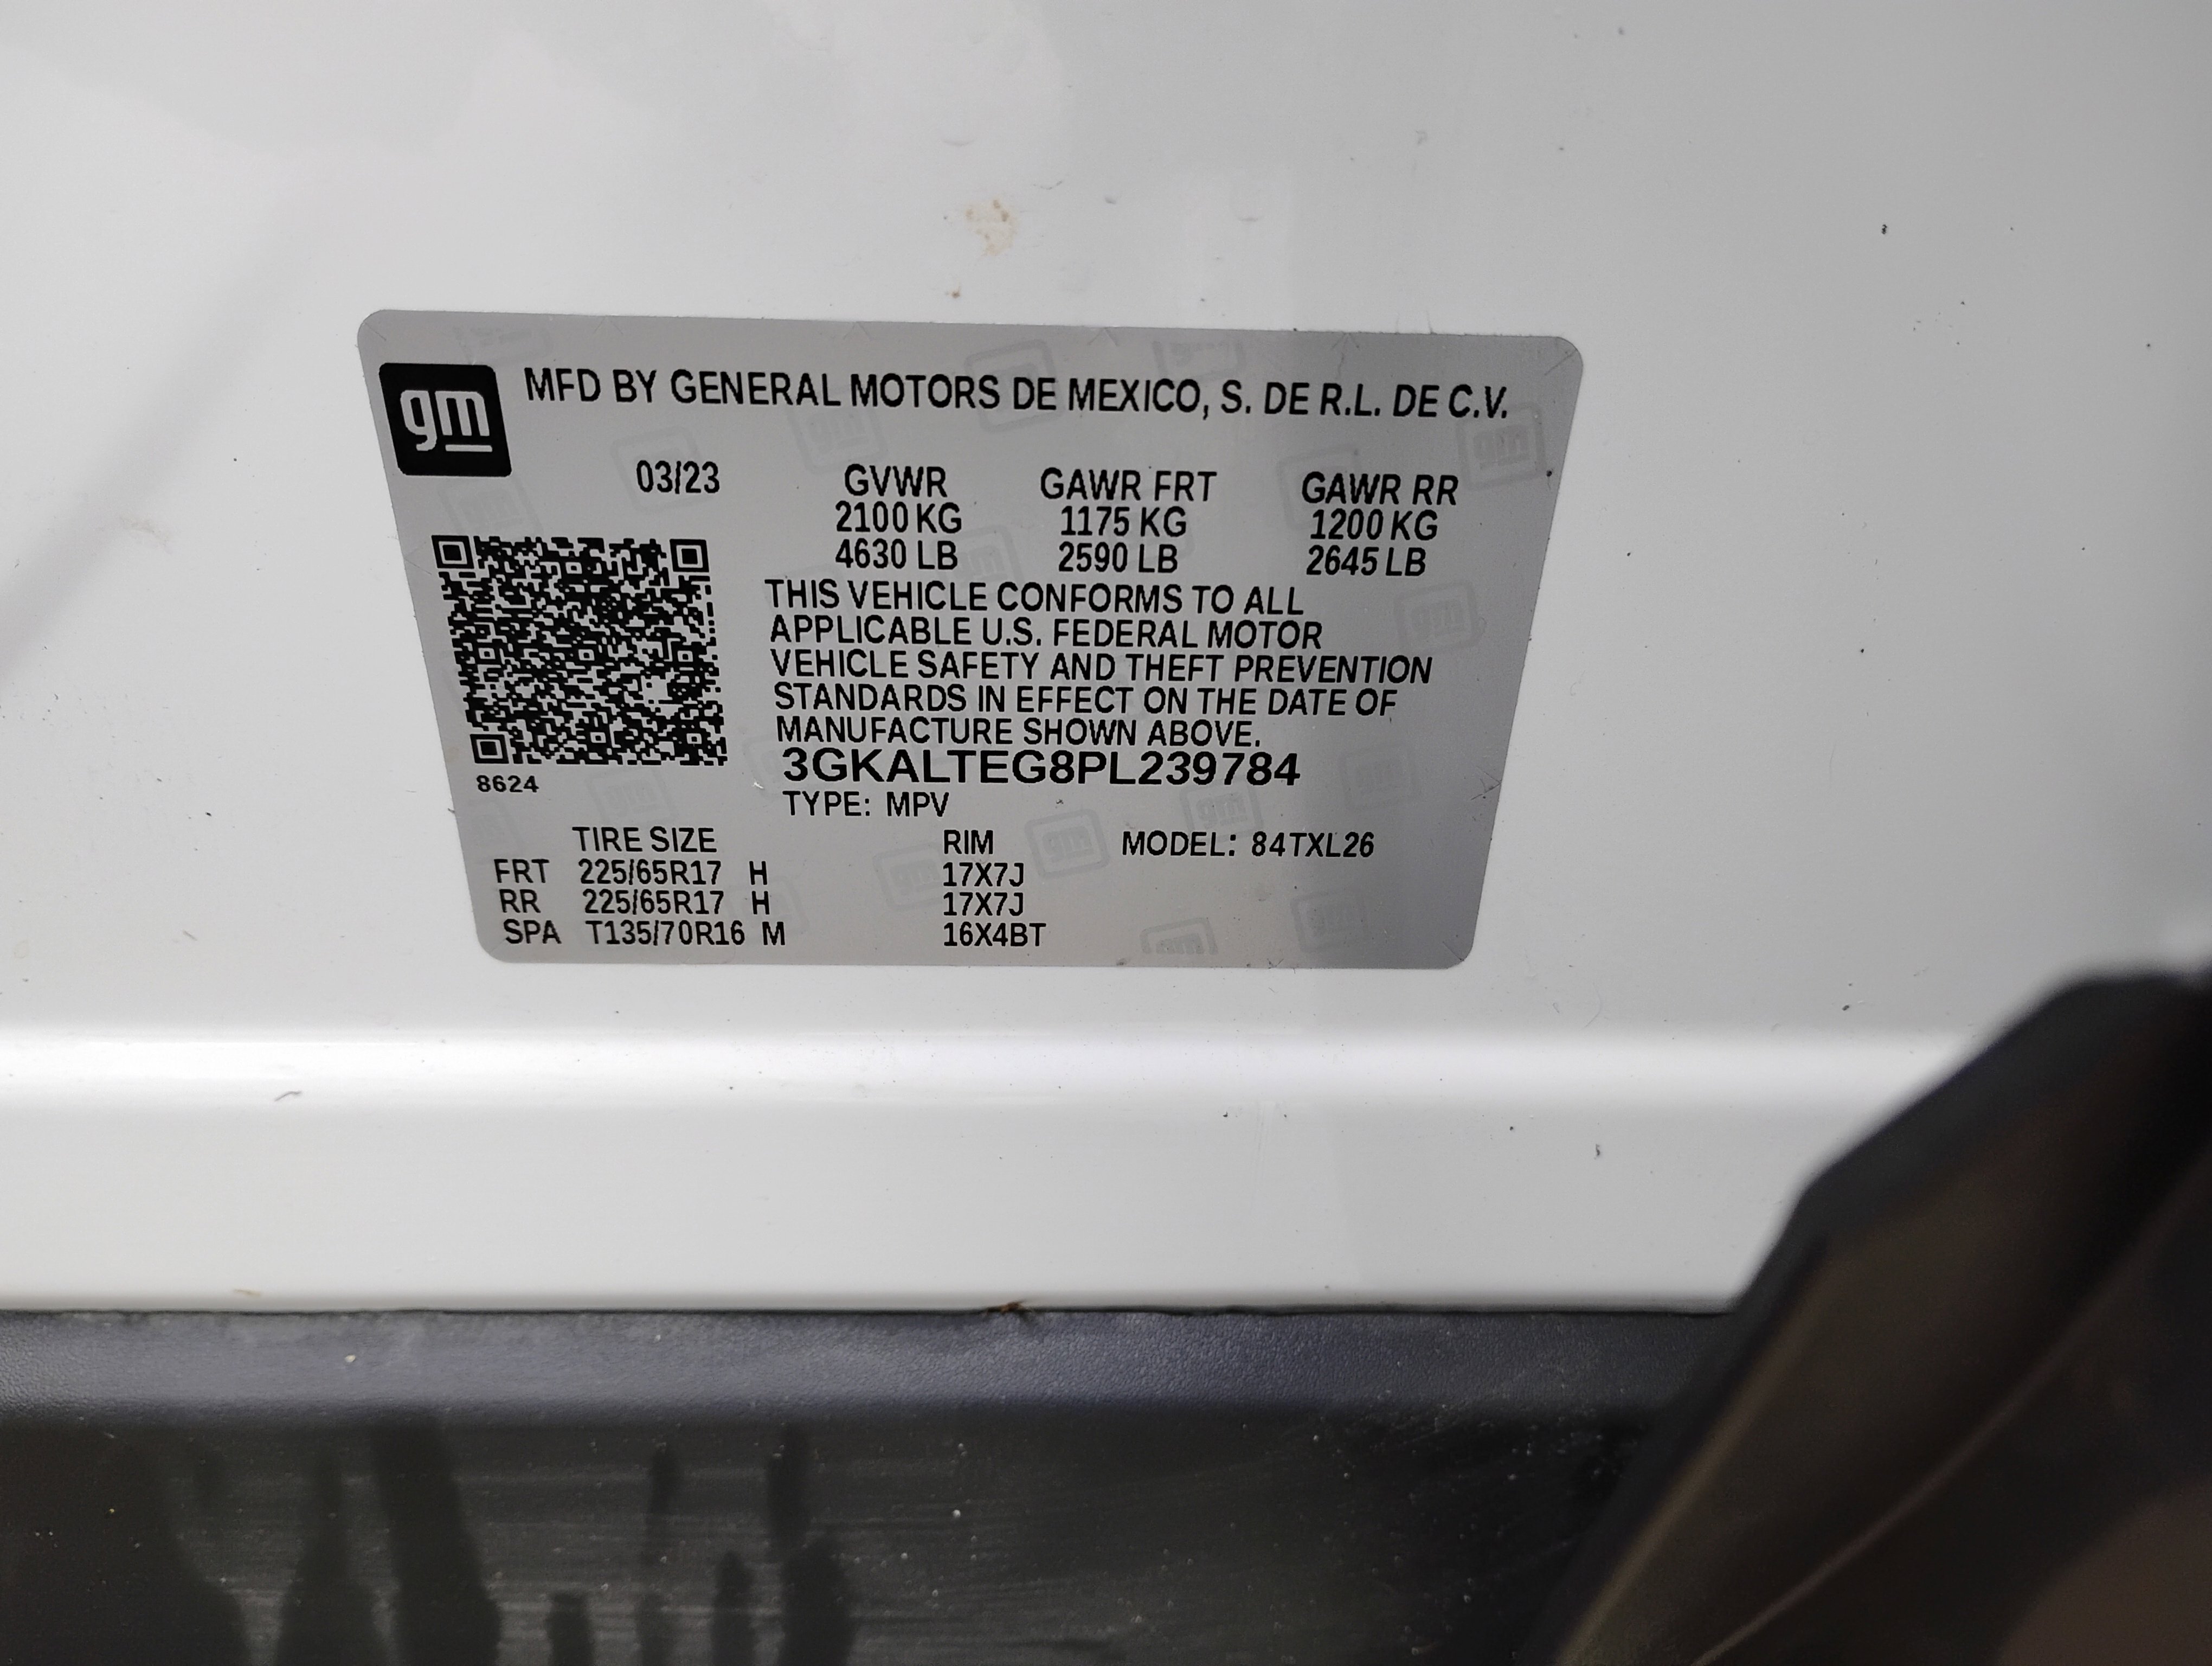 gm
MFD BY GENERAL MOTORS DE MEXICO, S. DE R.L. DE C.V.
03/23 GVWR GAWR FRT GAWR RR
2100 KG 1175 KG 1200 KG
4630 LB 2590 LB 2645 LB
THIS VEHICLE CONFORMS TO ALL
APPLICABLE U.S. FEDERAL MOTOR
VEHICLE SAFETY AND THEFT PREVENTION
STANDARDS IN EFFECT ON THE DATE OF
MANUFACTURE SHOWN ABOVE.
3GKALTEG8PL239784
8624
TYPE: MPV
TIRE SIZE RIM MODEL: 84TXL26
FRT 225/65R17 H 17X7J
RR 225/65R17 H 17X7J
SPA T135/70R16 M 16X4BT